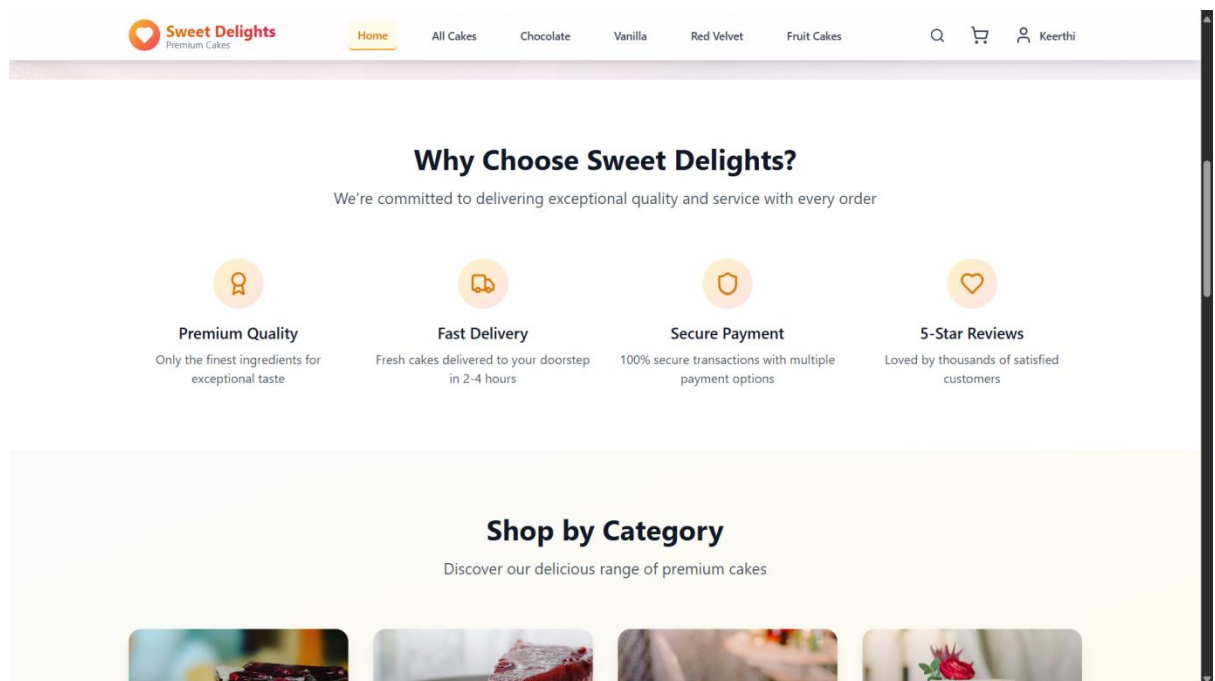 Sweet Delights
Premium Cakes
Home
All Cakes
Chocolate
Vanilla
Red Velvet
Fruit Cakes
Keerthi
Why Choose Sweet Delights?
We're committed to delivering exceptional quality and service with every order
Premium Quality
Only the finest ingredients for
exceptional taste
Fast Delivery
Fresh cakes delivered to your doorstep
in 2-4 hours
Secure Payment
100% secure transactions with multiple
payment options
5-Star Reviews
Loved by thousands of satisfied
customers
Shop by Category
Discover our delicious range of premium cakes